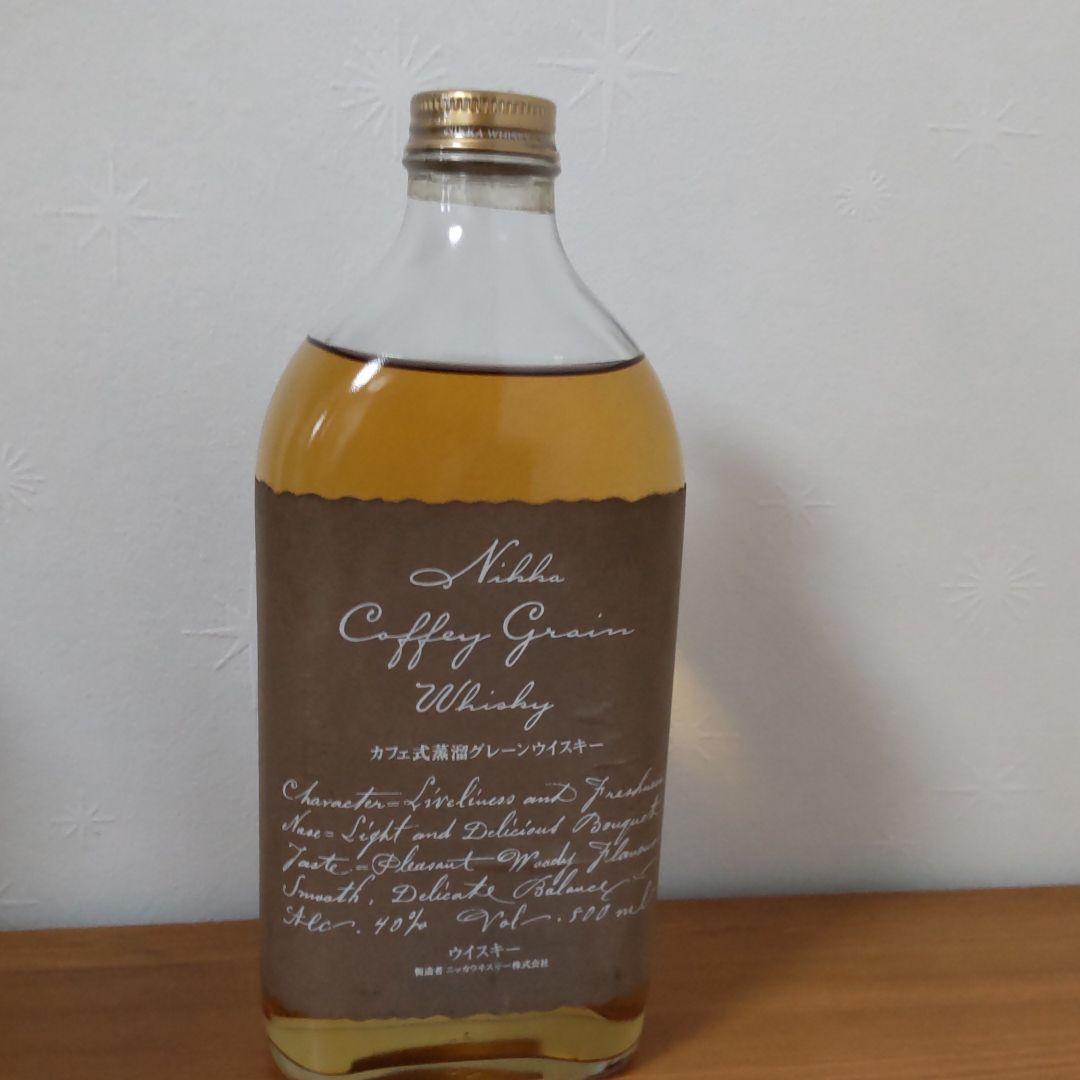 NIKKA WHISKY
Nikka
Coffey Grain
Whisky
カフェ式蒸溜グレーンウイスキー
Character=Liveliness and Freshness
Nose=Light and Delicious Bouquet
Taste=Pleasant Woody Flavour
Smooth, Delicate Balance
Alc. 40% Vol. 500ml
ウイスキー
製造者 ニッカウヰスキー株式会社